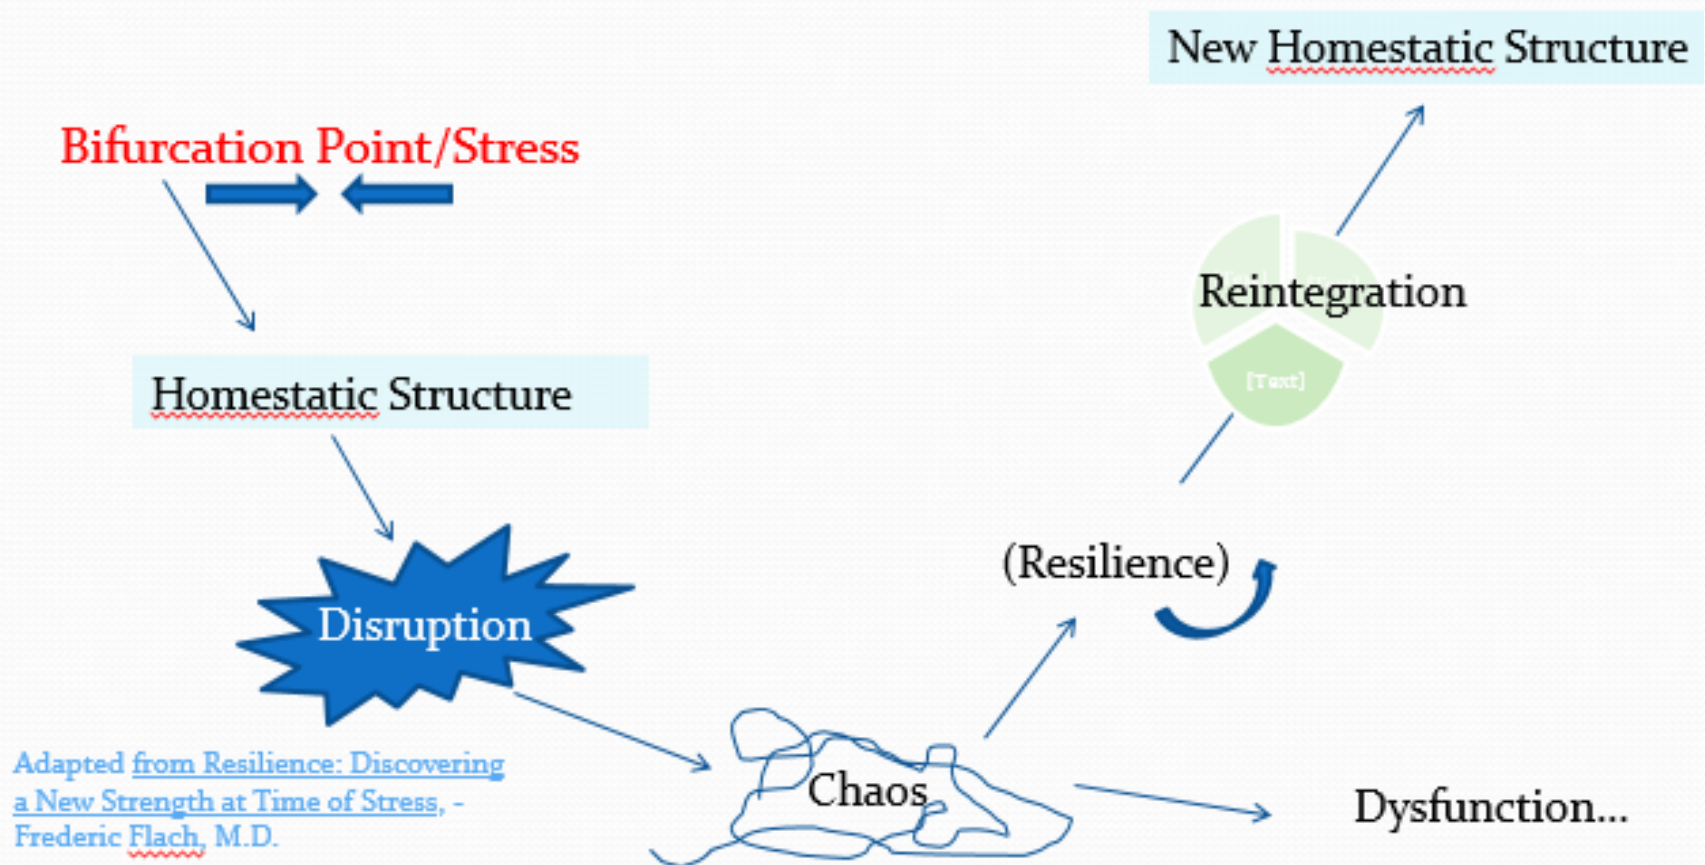 New Homestatic Structure
Bifurcation Point/Stress
Reintegration
[Text]
Homestatic Structure
(Resilience)
Disruption
Adapted from Resilience: Discovering
a New Strength at Time of Stress, -
Frederic Flach, M.D.
Chaos
Dysfunction...